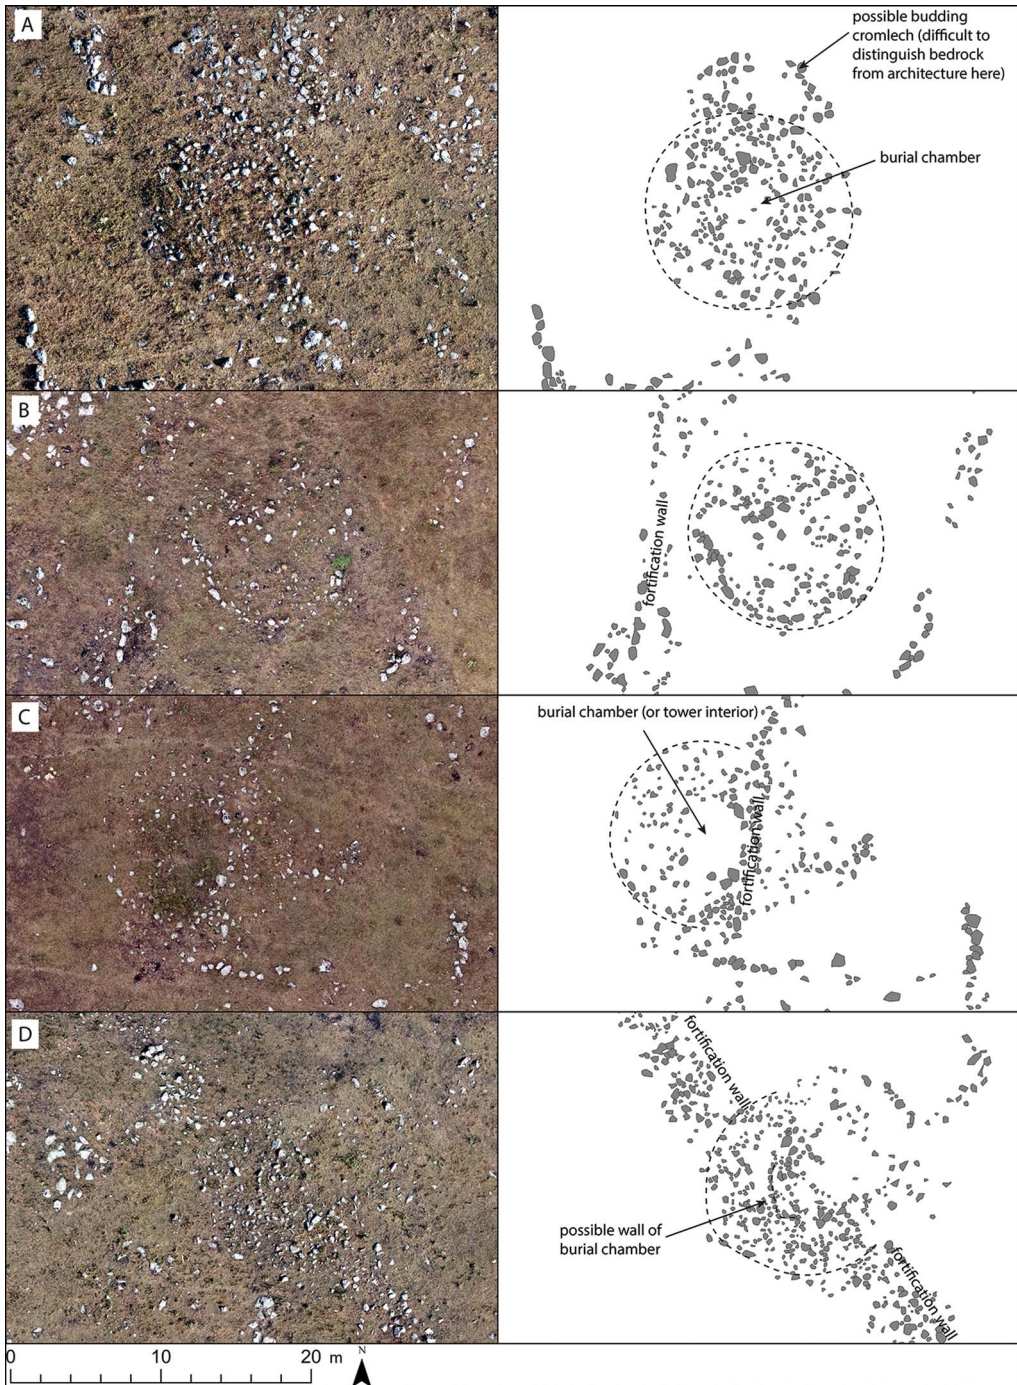 A
possible budding
cromlech (difficult to
distinguish bedrock
from architecture here)
burial chamber
B
fortification wall
C
burial chamber (or tower interior)
fortification wall
D
fortification wall
possible wall of
burial chamber
fortification wall
0 10 20 m
N